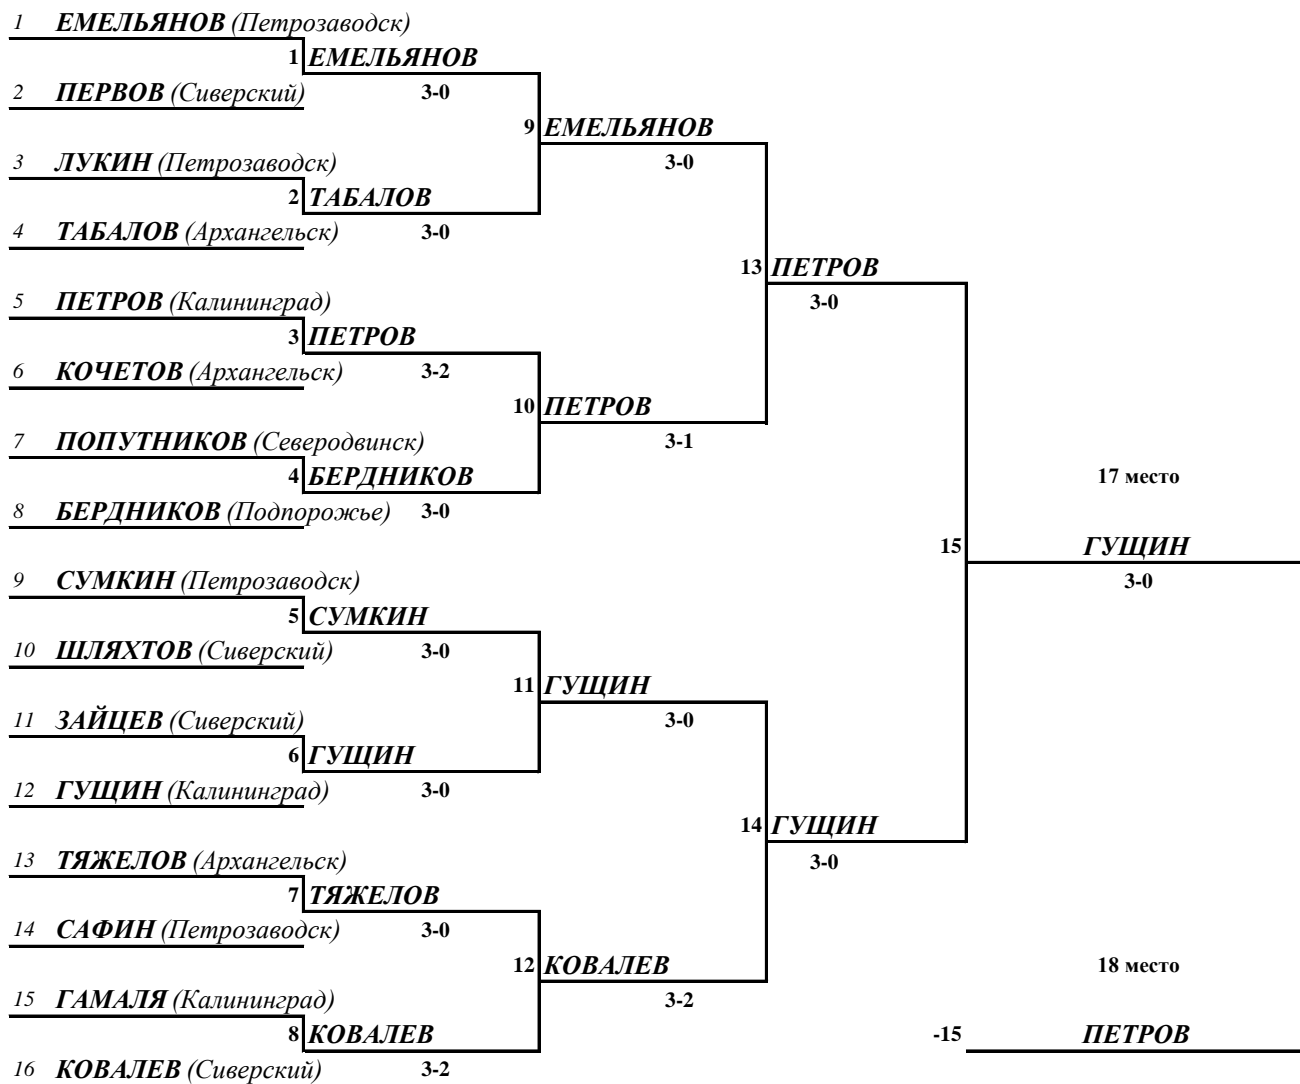 1 ЕМЕЛЬЯНОВ (Петрозаводск)
1 ЕМЕЛЬЯНОВ
2 ПЕРВОВ (Сиверский) 3-0
9 ЕМЕЛЬЯНОВ
3 ЛУКИН (Петрозаводск) 3-0
2 ТАБАЛОВ
4 ТАБАЛОВ (Архангельск) 3-0
13 ПЕТРОВ
5 ПЕТРОВ (Калининград) 3-0
3 ПЕТРОВ
6 КОЧЕТОВ (Архангельск) 3-2
10 ПЕТРОВ
7 ПОПУТНИКОВ (Северодвинск) 3-1
4 БЕРДНИКОВ 17 место
8 БЕРДНИКОВ (Подпорожье) 3-0
15 ГУЩИН
9 СУМКИН (Петрозаводск) 3-0
5 СУМКИН
10 ШЛЯХТОВ (Сиверский) 3-0
11 ГУЩИН
11 ЗАЙЦЕВ (Сиверский) 3-0
6 ГУЩИН
12 ГУЩИН (Калининград) 3-0
14 ГУЩИН
13 ТЯЖЕЛОВ (Архангельск) 3-0
7 ТЯЖЕЛОВ
14 САФИН (Петрозаводск) 3-0
12 КОВАЛЕВ 18 место
15 ГАМАЛЯ (Калининград) 3-2
8 КОВАЛЕВ -15 ПЕТРОВ
16 КОВАЛЕВ (Сиверский) 3-2